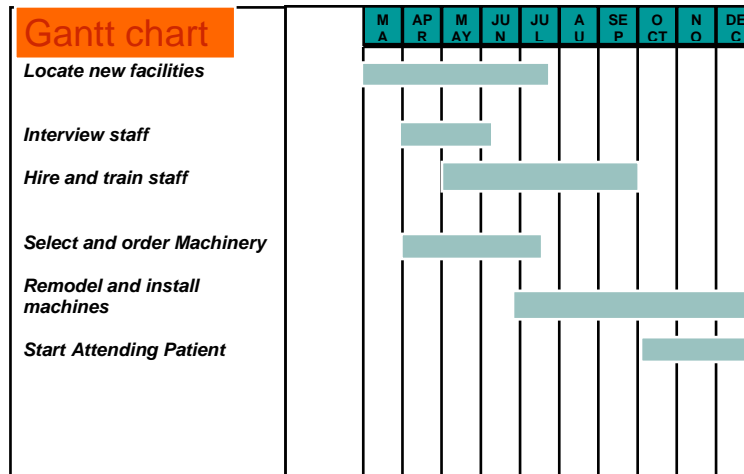 Gantt chart
M
A
AP
R
M
AY
JU
N
JU
L
A
U
SE
P
O
CT
N
O
DE
C
Locate new facilities
Interview staff
Hire and train staff
Select and order Machinery
Remodel and install
machines
Start Attending Patient